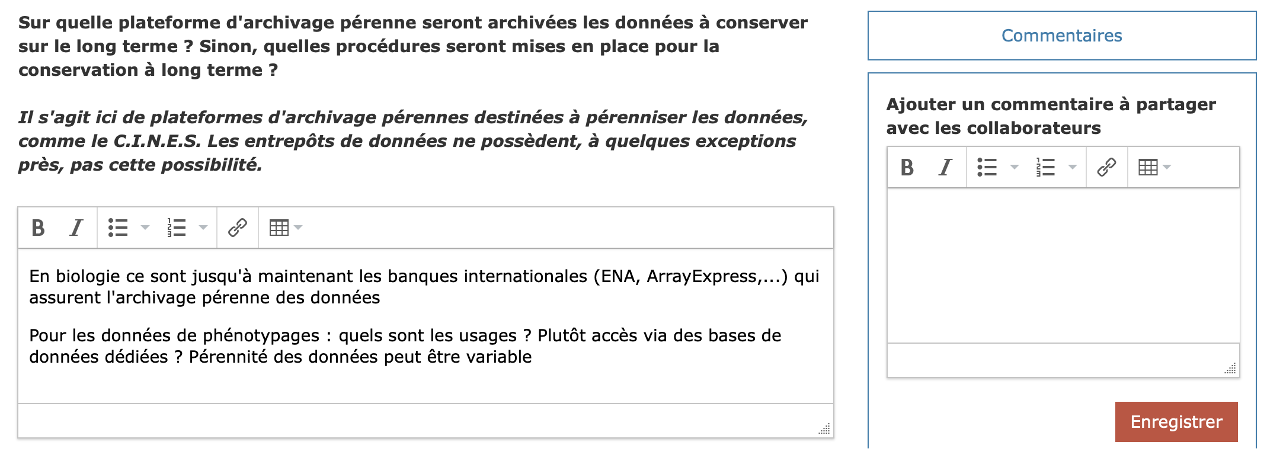 Sur quelle plateforme d'archivage pérenne seront archivées les données à conserver
sur le long terme ? Sinon, quelles procédures seront mises en place pour la
conservation à long terme ?
Il s'agit ici de plateformes d'archivage pérennes destinées à pérenniser les données,
comme le C.I.N.E.S. Les entrepôts de données ne possèdent, à quelques exceptions
près, pas cette possibilité.
B I
En biologie ce sont jusqu'à maintenant les banques internationales (ENA, ArrayExpress,...) qui
assurent l'archivage pérenne des données
Pour les données de phénotypages : quels sont les usages ? Plutôt accès via des bases de
données dédiées ? Pérennité des données peut être variable
Commentaires
Ajouter un commentaire à partager
avec les collaborateurs
B I
Enregistrer